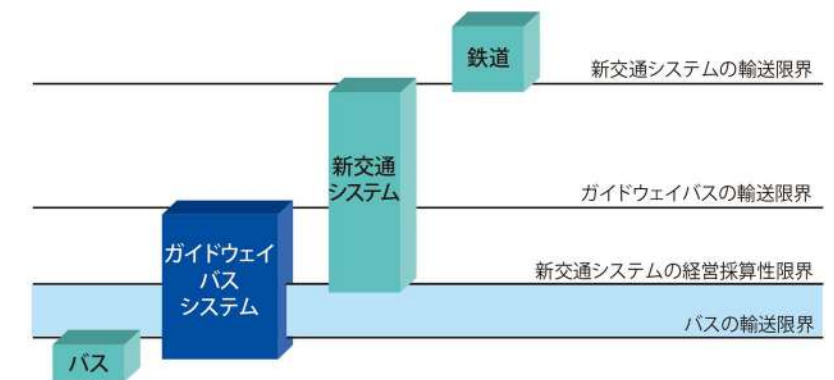 鉄道
新交通システムの輸送限界
新交通
システム
ガイドウェイバスの輸送限界
ガイドウェイ
バス
システム
新交通システムの経営採算性限界
バスの輸送限界
バス